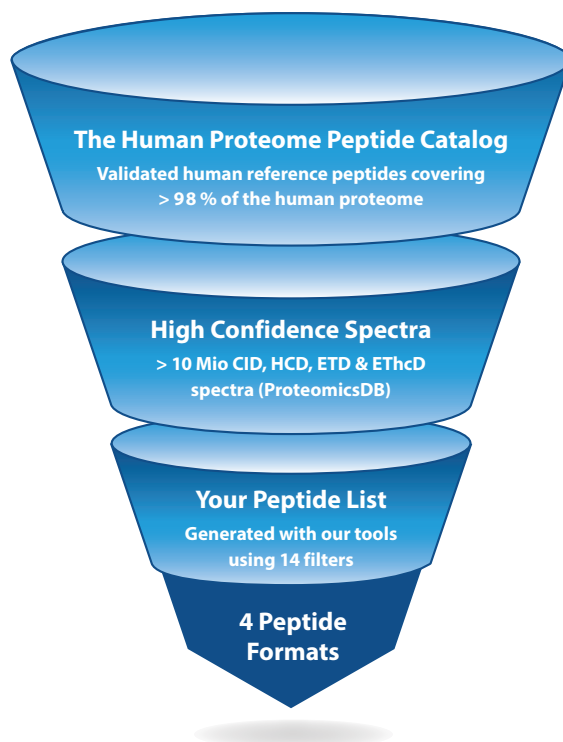 The Human Proteome Peptide Catalog
Validated human reference peptides covering
> 98 % of the human proteome
High Confidence Spectra
> 10 Mio CID, HCD, ETD & EThcD
spectra (ProteomicsDB)
Your Peptide List
Generated with our tools
using 14 filters
4 Peptide
Formats